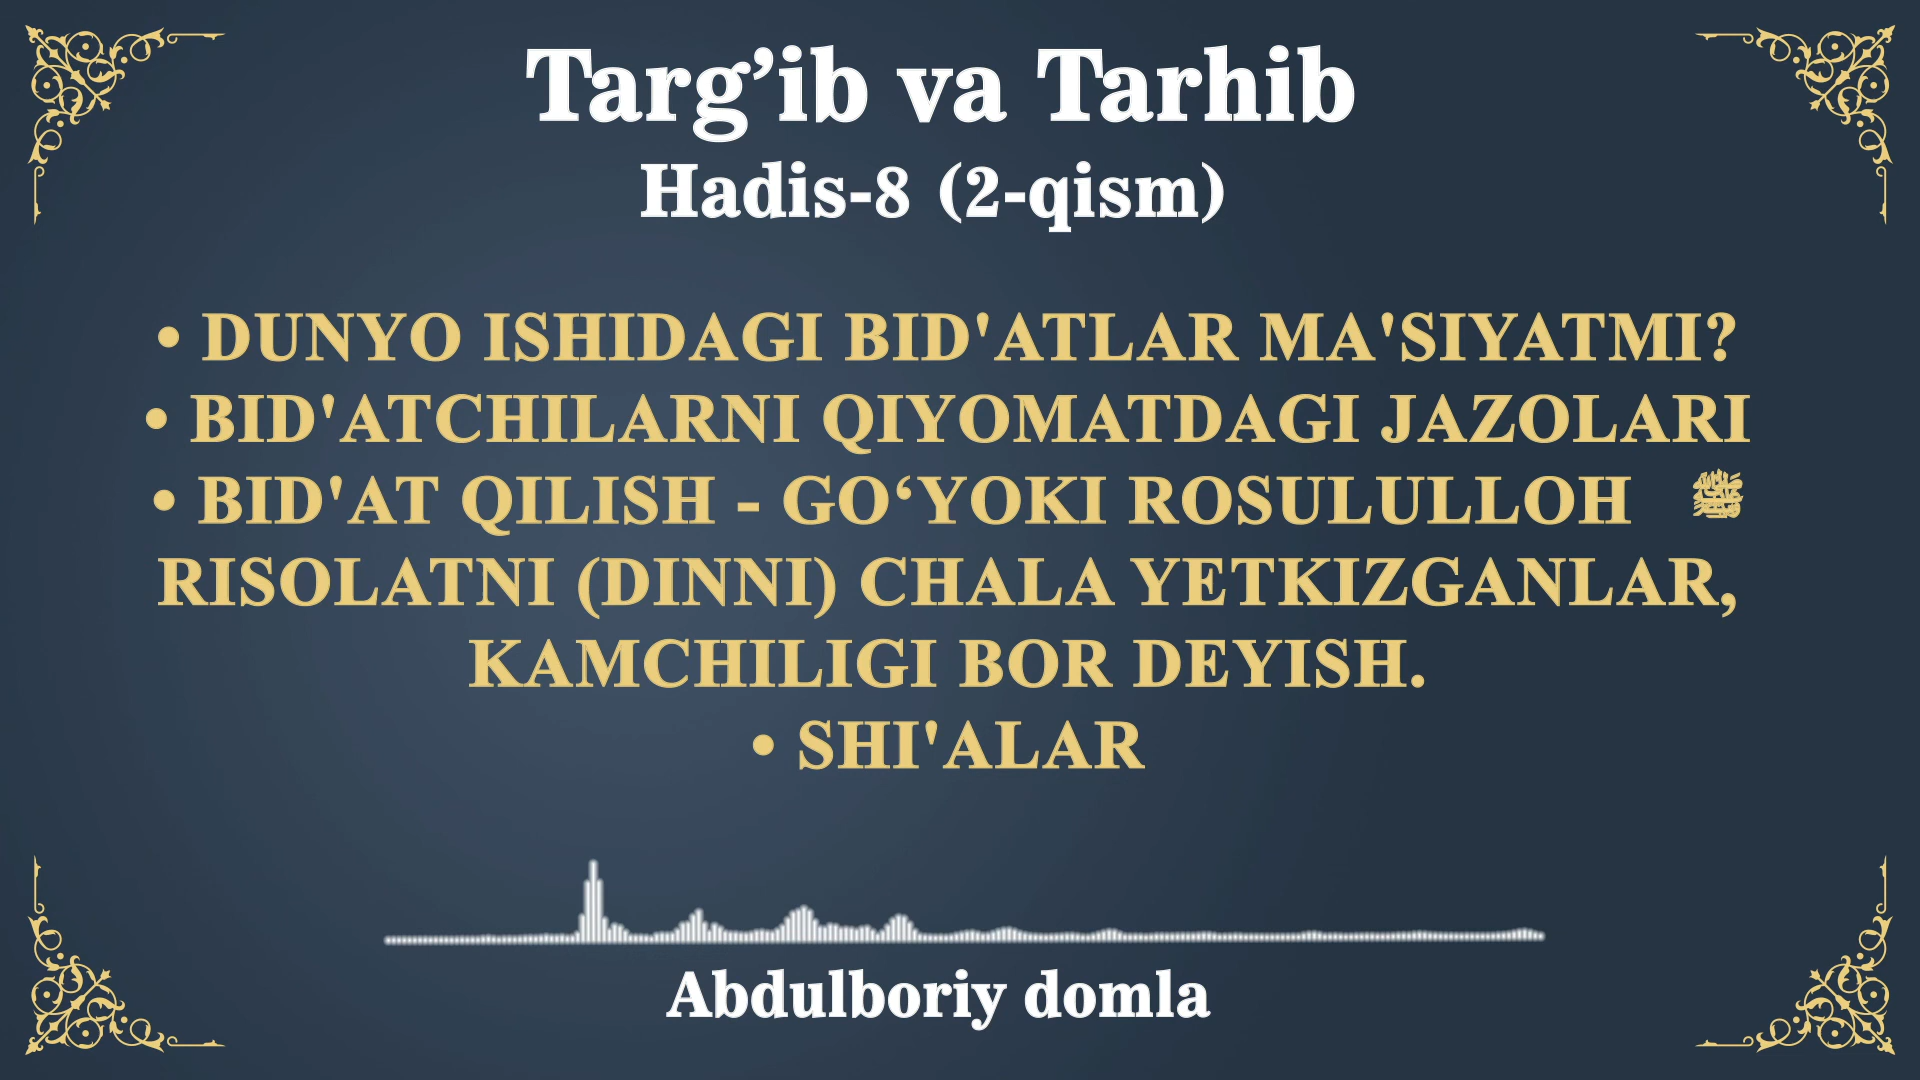 Targ’ib va Tarhib
Hadis-8 (2-qism)
• DUNYO ISHIDAGI BID'ATLAR MA'SIYATMI?
• BID'ATCHILARNI QIYOMATDAGI JAZOLARI
• BID'AT QILISH - GO‘YOKI ROSULULLOH ﷺ
RISOLATNI (DINNI) CHALA YETKIZGANLAR,
KAMCHILIGI BOR DEYISH.
• SHI'ALAR
Abdulboriy domla